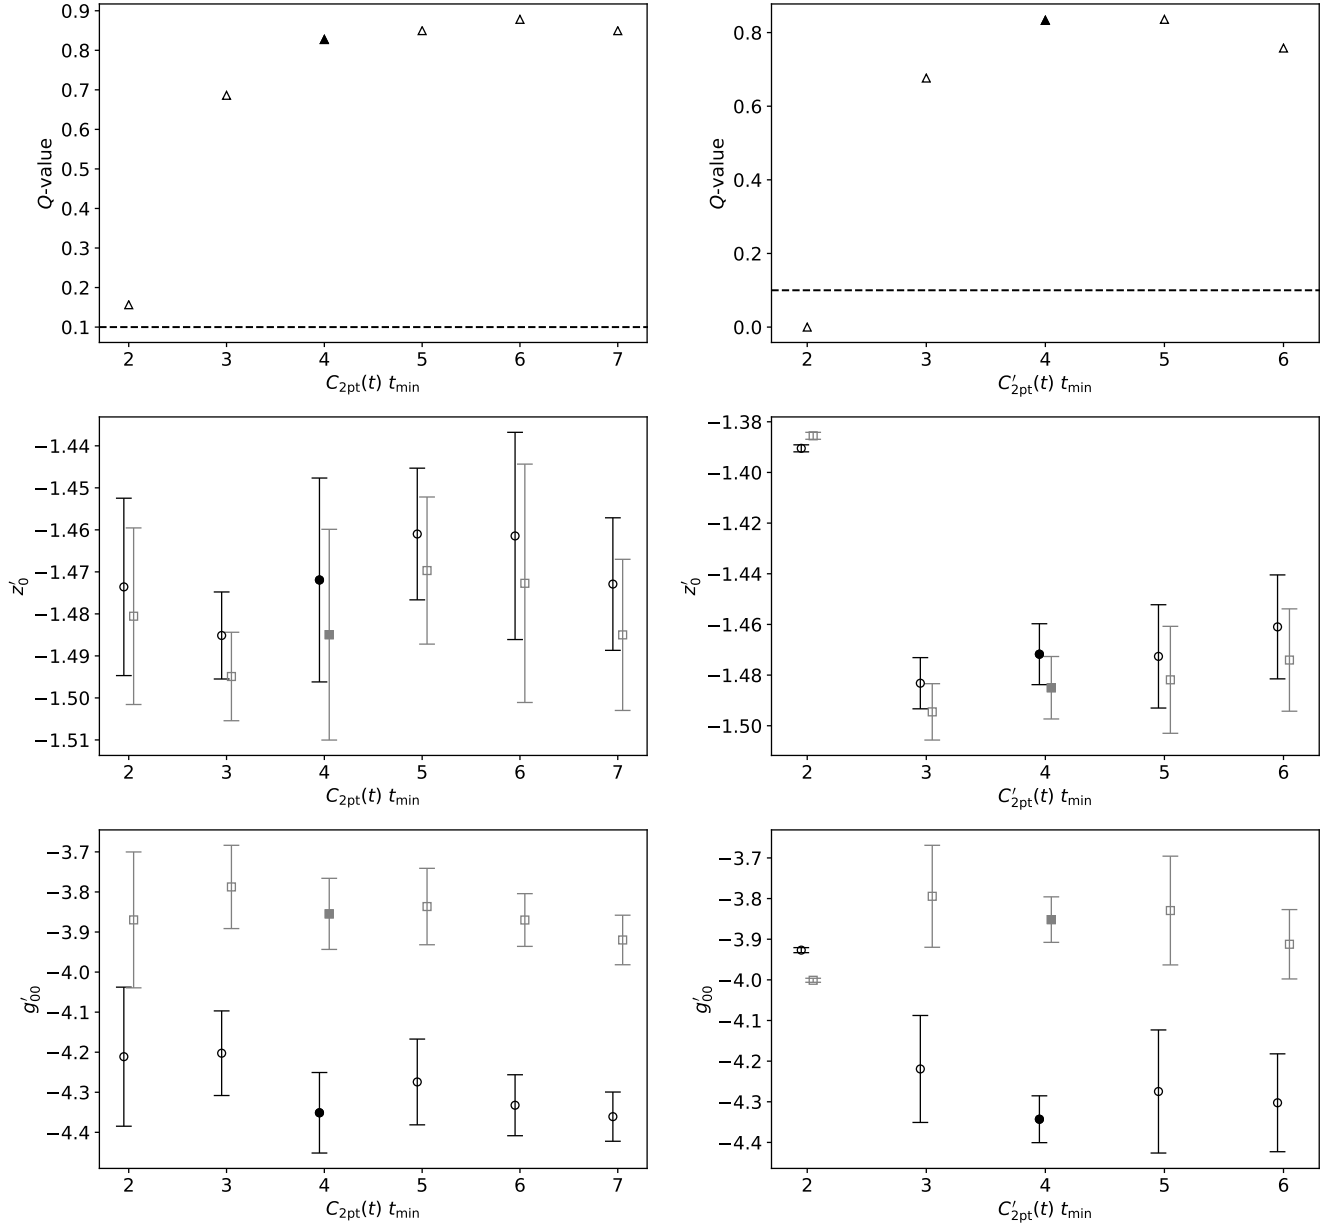 0.9
0.8
0.7
0.6
0.5
0.4
0.3
0.2
0.1
Q-value
2 3 4 5 6 7
C₂ₚₜ(t) tₘᵢₙ
0.8
0.6
0.4
0.2
0.0
Q-value
2 3 4 5 6
C′₂ₚₜ(t) tₘᵢₙ
−1.44
−1.45
−1.46
−1.47
−1.48
−1.49
−1.50
−1.51
z′₀
2 3 4 5 6 7
C₂ₚₜ(t) tₘᵢₙ
−1.38
−1.40
−1.42
−1.44
−1.46
−1.48
−1.50
z′₀
2 3 4 5 6
C′₂ₚₜ(t) tₘᵢₙ
−3.7
−3.8
−3.9
−4.0
−4.1
−4.2
−4.3
−4.4
g′₀₀
2 3 4 5 6 7
C₂ₚₜ(t) tₘᵢₙ
−3.7
−3.8
−3.9
−4.0
−4.1
−4.2
−4.3
−4.4
g′₀₀
2 3 4 5 6
C′₂ₚₜ(t) tₘᵢₙ